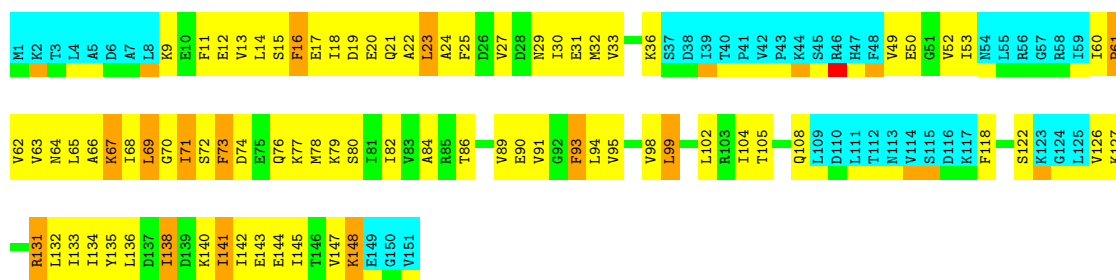 M1 K2 T3 L4 A5 D6 A7 L8 K9 E10 F11 E12 V13 L14 S15 F16 E17 I18 D19 E20 Q21 A22 L23 A24 F25 D26 V27 D28 N29 I30 E31 M32 V33 K36 S37 D38 I39 T40 P41 V42 P43 K44 S45 R46 H47 F48 V49 E50 G51 V52 I53 N54 L55 R56 G57 R58 I59 I60
V62 V63 N64 L65 A66 K67 I68 L69 G70 I71 S72 F73 D74 E75 Q76 K77 M78 K79 S80 I81 I82 V83 A84 R85 T86 V89 E90 V91 G92 F93 L94 V95 V98 L99 L102 R103 I104 T105 Q108 L109 D110 L111 T112 N113 V114 S115 D116 K117 F118 S122 K123 G124 L125 V126 K127
R131 L132 I133 I134 Y135 L136 D137 I138 D139 K140 I141 I142 E143 E144 I145 T146 V147 K148 E149 G150 V151